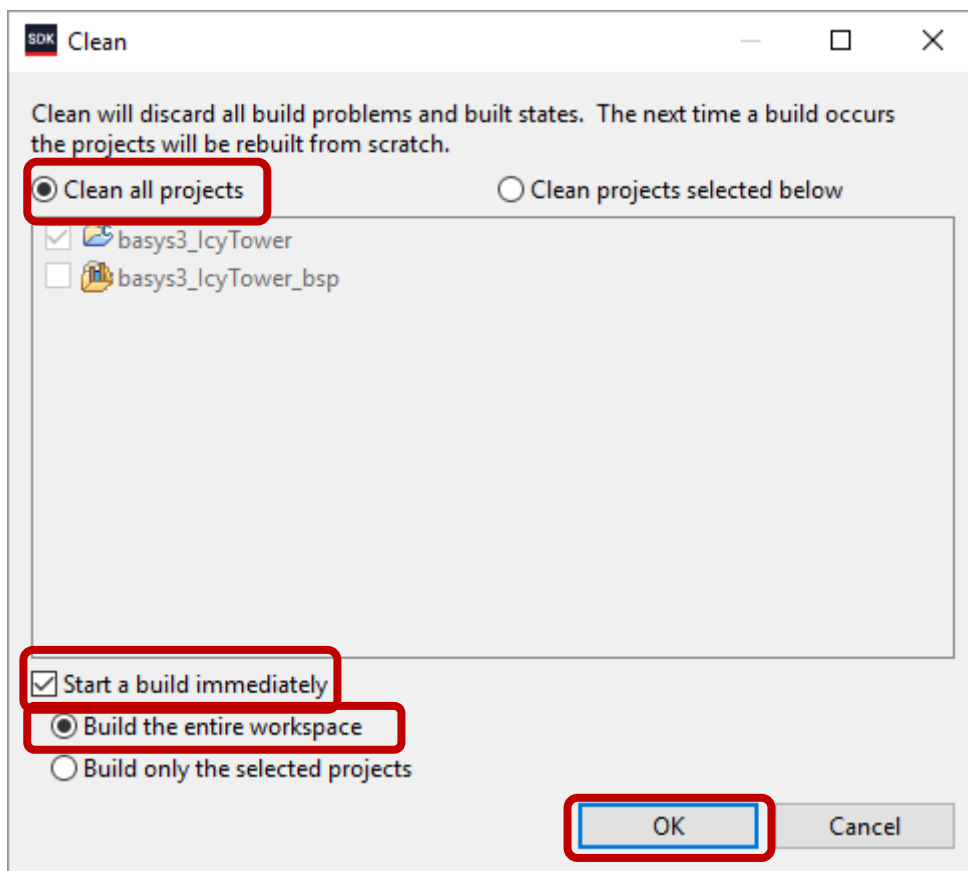 SDK Clean
Clean will discard all build problems and built states. The next time a build occurs
the projects will be rebuilt from scratch.
Clean all projects
Clean projects selected below
basys3_IcyTower
basys3_IcyTower_bsp
Start a build immediately
Build the entire workspace
Build only the selected projects
OK
Cancel